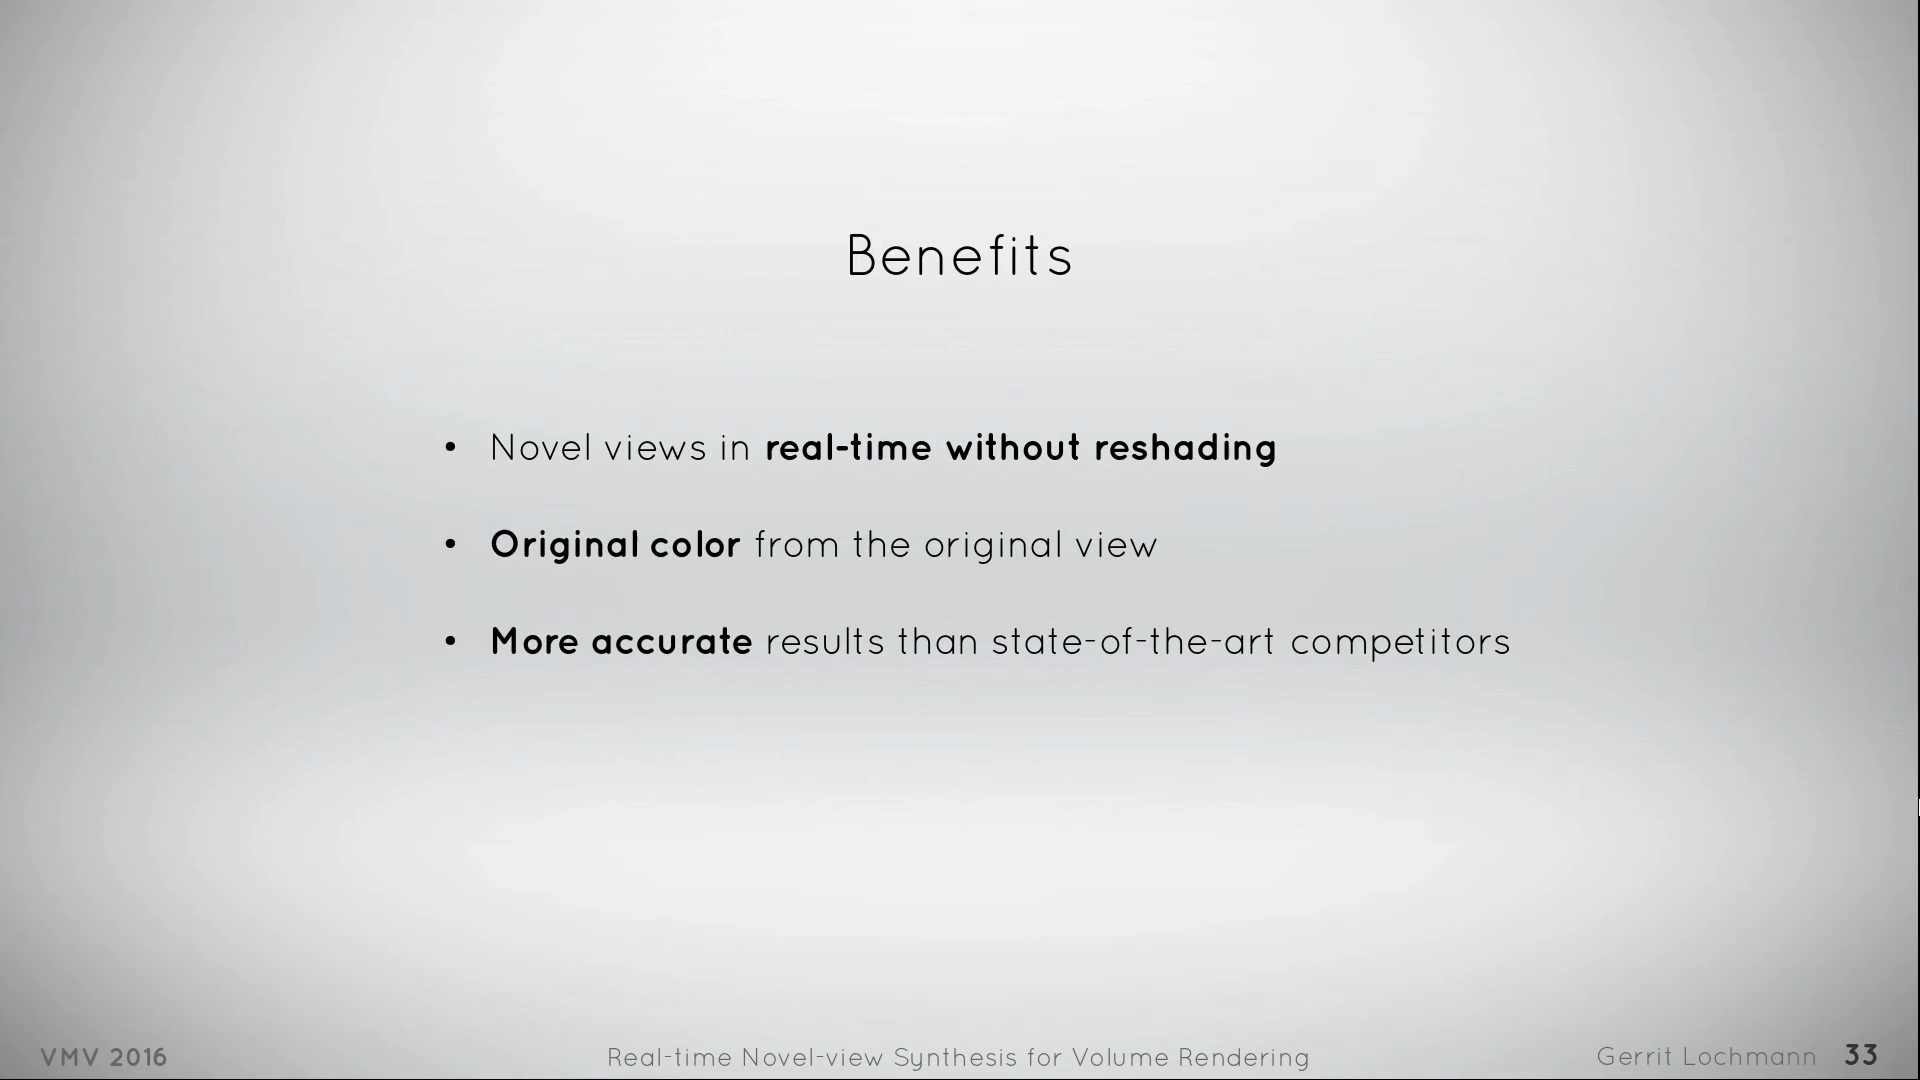 Benefits
• Novel views in real-time without reshading
• Original color from the original view
• More accurate results than state-of-the-art competitors
VMV 2016 Real-time Novel-view Synthesis for Volume Rendering Gerrit Lochmann 33